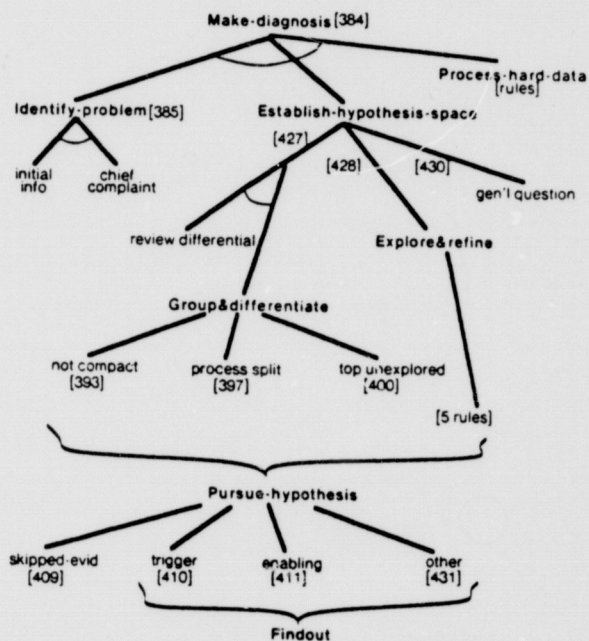 Make-diagnosis [384]
Process-hard-data
[rules]
Identify-problem [385]
Establish-hypothesis-space
[427]
[428]
[430]
initial
info
chief
complaint
gen'l question
review differential
Explore&refine
Group&differentiate
not compact
[393]
process split
[397]
top unexplored
[400]
[5 rules]
Pursue-hypothesis
skipped-evid
[409]
trigger
[410]
enabling
[411]
other
[431]
Findout